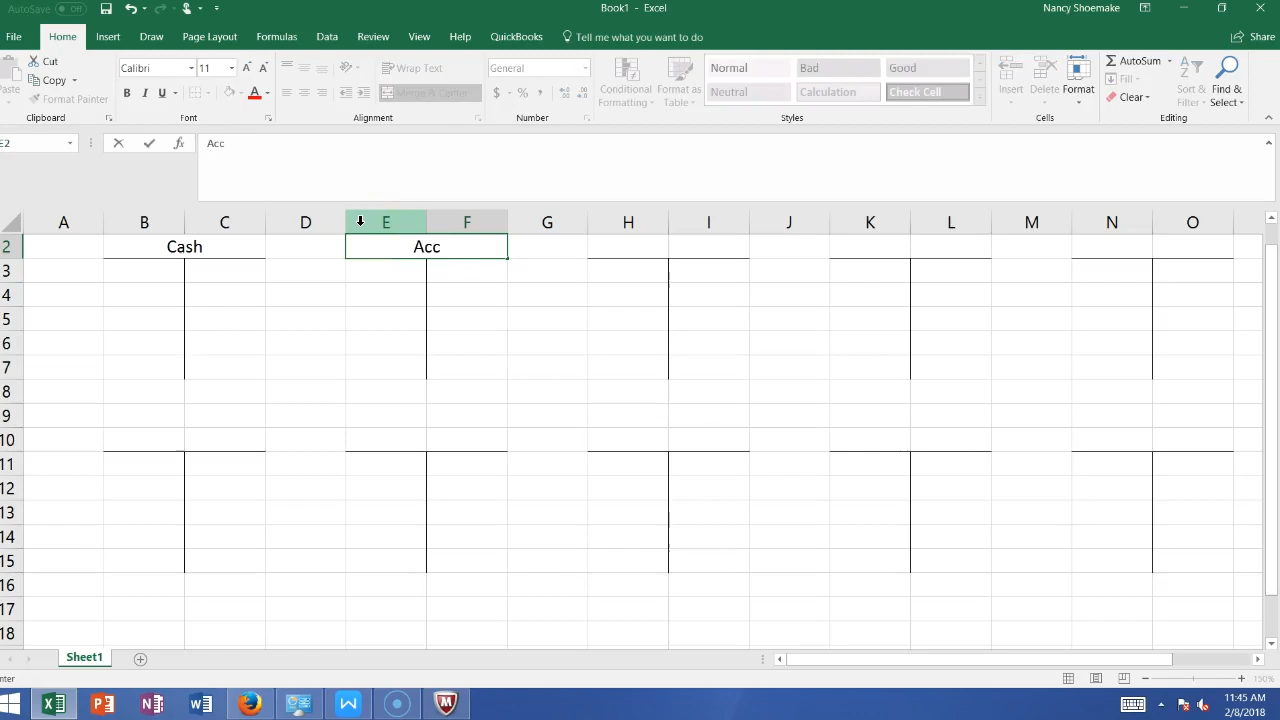 AutoSave Off
Book1 - Excel
Nancy Shoemake
File Home Insert Draw Page Layout Formulas Data Review View Help QuickBooks Tell me what you want to do Share
Paste
Cut
Copy
Format Painter
Clipboard
Calibri 11
B I U
Font
Wrap Text
Merge & Center
Alignment
General
$ % ,
Number
Conditional Formatting
Format as Table
Normal Bad Good
Neutral Calculation Check Cell
Styles
Insert Delete Format
Cells
AutoSum
Fill
Clear
Sort & Filter
Find & Select
Editing
E2
fx
Acc
A B C D E F G H I J K L M N O
2 Cash Acc
3
4
5
6
7
8
9
10
11
12
13
14
15
16
17
18
Sheet1
nter
150%
11:45 AM
2/8/2018